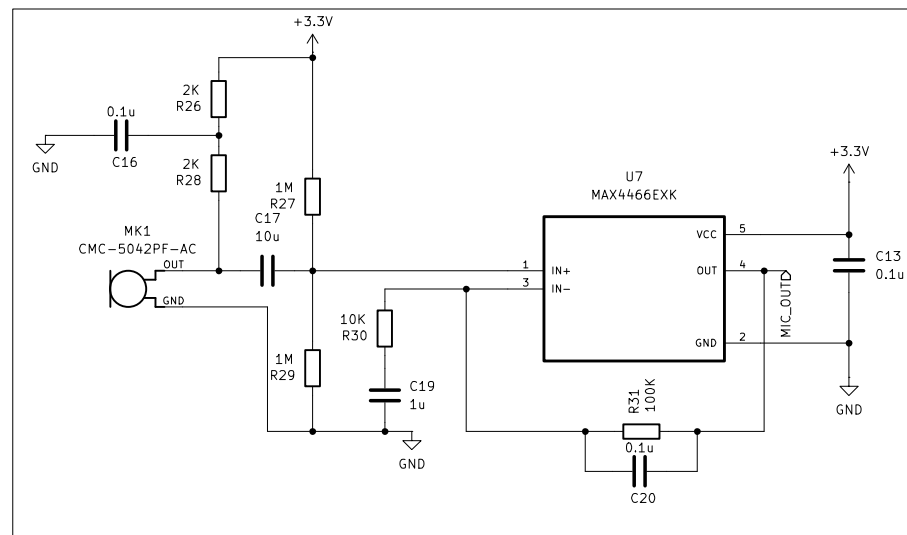 +3.3V
2K
R26
0.1u
C16
GND
2K
R28
1M
R27
C17
10u
MK1
CMC-5042PF-AC
OUT
GND
1M
R29
10K
R30
C19
1u
GND
U7
MAX4466EXK
1
IN+
3
IN-
VCC
5
OUT
4
GND
2
MIC_OUT
+3.3V
C13
0.1u
GND
R31
100K
0.1u
C20